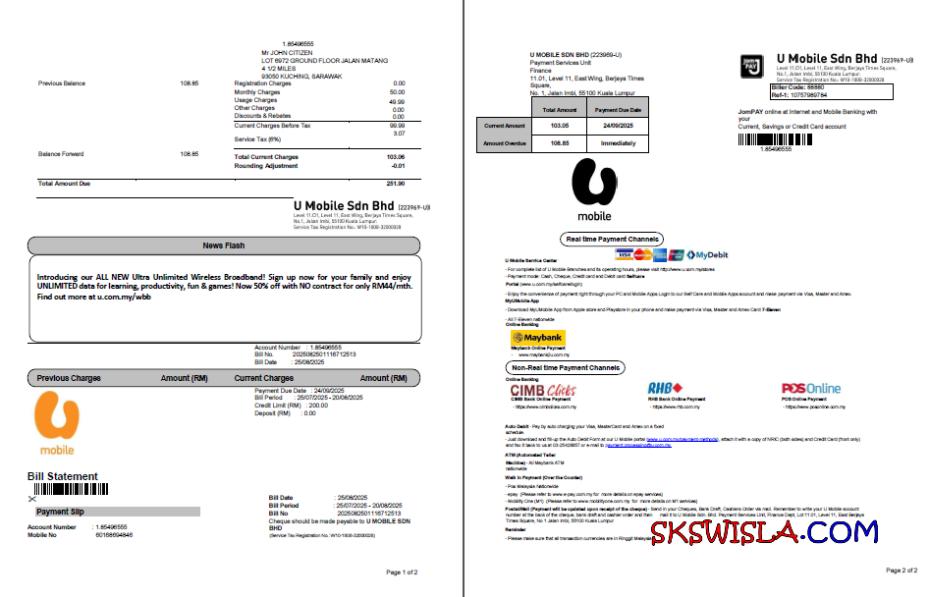 1.85496555
Mr JOHN CITIZEN
LOT 6972 GROUND FLOOR JALAN MATANG
4 1/2 MILES
93050 KUCHING, SARAWAK
Previous Balance 108.85
Registration Charges 0.00
Monthly Charges 50.00
Usage Charges 49.99
Other Charges 0.00
Discounts & Rebates 0.00
Current Charges Before Tax 99.99
Service Tax (6%) 3.07
Balance Forward 108.85
Total Current Charges 103.06
Rounding Adjustment -0.01
Total Amount Due 251.90
U Mobile Sdn Bhd (223969-U)
Level 11.01, Level 11, East Wing, Berjaya Times Square,
No.1, Jalan Imbi, 55100 Kuala Lumpur
Service Tax Registration No.: W10-1808-32000028
News Flash
Introducing our ALL NEW Ultra Unlimited Wireless Broadband! Sign up now for your family and enjoy
UNLIMITED data for learning, productivity, fun & games! Now 50% off with NO contract for only RM44/mth.
Find out more at u.com.my/wbb
Account Number : 1.85496555
Bill No. 2025082501116712513
Bill Date : 25/08/2025
Previous Charges Amount (RM) Current Charges Amount (RM)
Payment Due Date : 24/09/2025
Bill Period : 25/07/2025 - 20/08/2025
Credit Limit (RM) : 200.00
Deposit (RM) : 0.00
mobile
Bill Statement
Payment Slip
Account Number : 1.85496555
Mobile No 60168694846
Bill Date : 25/08/2025
Bill Period : 25/07/2025 - 20/08/2025
Bill No 2025082501116712513
Cheque should be made payable to U MOBILE SDN
BHD
(Service Tax Registration No.: W10-1808-32000028)
Page 1 of 2
U MOBILE SDN BHD (223969-U)
Payment Services Unit
Finance
11.01, Level 11, East Wing, Berjaya Times
Square,
No. 1, Jalan Imbi, 55100 Kuala Lumpur
Total Amount Payment Due Date
Current Amount 103.05 24/09/2025
Amount Overdue 108.85 Immediately
mobile
JomPAY
U Mobile Sdn Bhd (223969-U)
Level 11.01, Level 11, East Wing, Berjaya Times
Square,
No.1, Jalan Imbi, 55100 Kuala Lumpur
Service Tax Registration No.: W10-1808-32000028
Biller Code: 88880
Ref-1: 10757969784
JomPAY online at Internet and Mobile Banking with
your
Current, Savings or Credit Card account
1.85496555
Real time Payment Channels
VISA MyDebit
U Mobile Service Center
- For complete list of U Mobile Branches and its operating hours, please visit http://www.u.com.my/stores
- Payment mode: Cash, Cheque, Credit card and Debit card Selfcare
Portal (www.u.com.my/selfcare/login)
- Enjoy the convenience of payment right through your PC and Mobile Apps Login to our Self Care and Mobile Apps account and make payment via Visa, Master and Amex.
MyUMobile App
- Download MyUMobile App from Apple store and Playstore in your phone and make payment via Visa, Master and Amex Card 7-Eleven
- All 7-Eleven nationwide
Online Banking
Maybank
Maybank Online Payment
- www.maybank2u.com.my
Non-Real time Payment Channels
Online Banking
CIMB Clicks RHB POS Online
CIMB Bank Online Payment RHB Bank Online Payment POS Online Payment
- https://www.cimbclicks.com.my - https://www.rhb.com.my - https://www.posonline.com.my
Auto Debit - Pay by auto charging your Visa, MasterCard and Amex on a fixed
schedule.
- Just download and fill-up the Auto Debit Form at our U Mobile portal (www.u.com.my/payment-methods), attach it with a copy of NRIC (both sides) and Credit Card (front only)
and fax it back to us at 03-25428857 or e-mail to payment.processing@u.com.my
ATM (Automated Teller
Machine) - All Maybank ATM
nationwide
Walk In Payment (Over the Counter)
- Pos Malaysia Nationwide
- epay (Please refer to www.e-pay.com.my for more details on epay services)
- Mobility One (M1) (Please refer to www.mobilityone.com.my for more details on M1 services)
Postal/Mail (Payment will be updated upon receipt of the cheque) - Send in your Cheques, Bank Draft, Cashiers Order via mail. Remember to write your U Mobile account
number at the back of the cheque, bank draft and cashier order and then mail it to U Mobile Sdn. Bhd. Payment Services Unit, Finance Dept, Lot 11.01, Level 11, East Berjaya
Times Square, No 1, Jalan Imbi, 55100 Kuala Lumpur
Reminder
- Please make sure that all transaction currencies are in Ringgit Malaysia
SKSWISLA.COM
Page 2 of 2